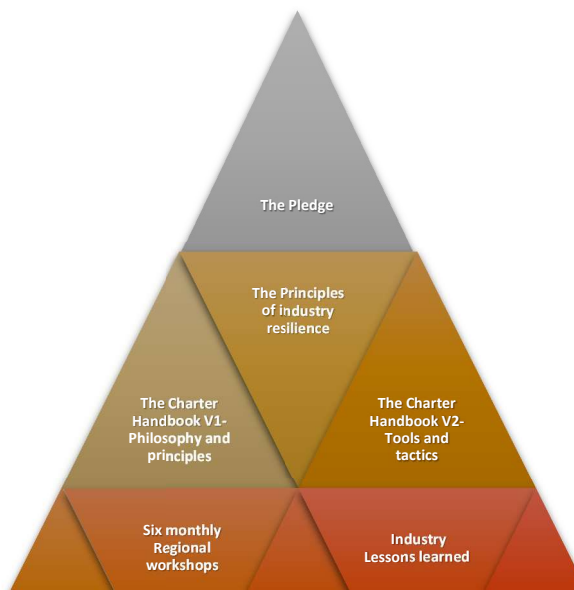 The Pledge
The Principles
of industry
resilience
The Charter
Handbook V1-
Philosophy and
principles
The Charter
Handbook V2-
Tools and
tactics
Six monthly
Regional
workshops
Industry
Lessons learned